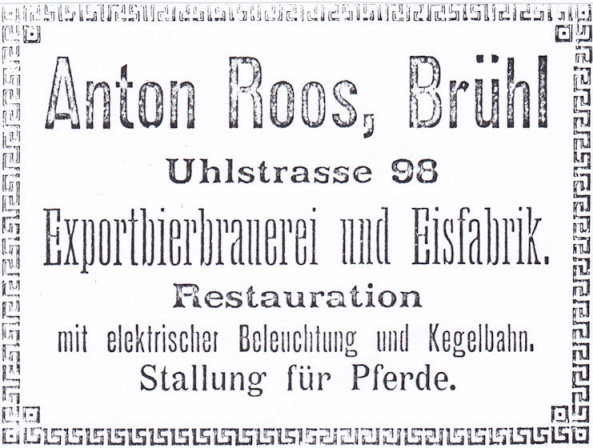 Anton Roos, Brühl
Uhlstrasse 98
Exportbierbrauerei und Eisfabrik.
Restauration
mit elektrischer Beleuchtung und Kegelbahn.
Stallung für Pferde.